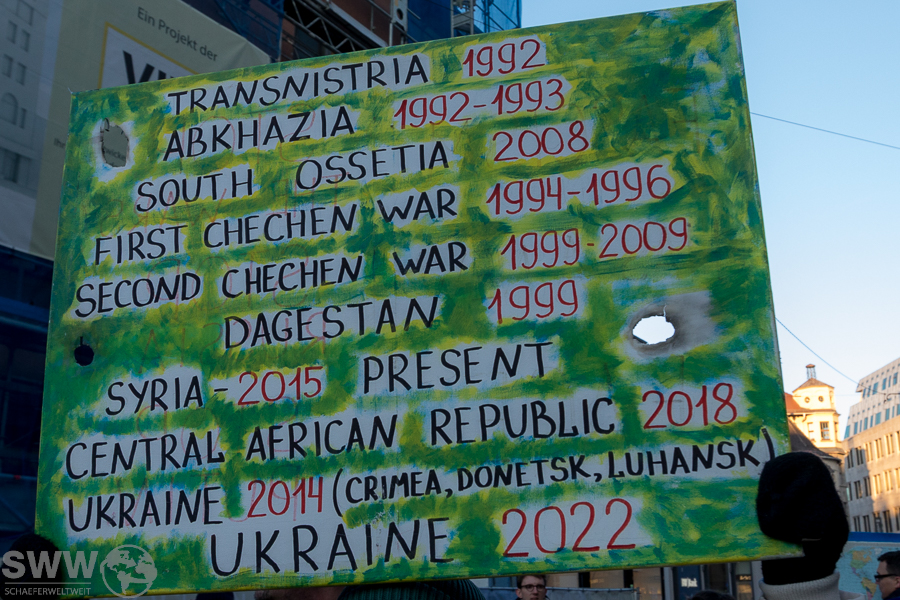 Ein Projekt der
TRANSNISTRIA 1992
ABKHAZIA 1992-1993
SOUTH OSSETIA 2008
FIRST CHECHEN WAR 1994-1996
SECOND CHECHEN WAR 1999-2009
DAGESTAN 1999
SYRIA-2015 PRESENT
CENTRAL AFRICAN REPUBLIC 2018
UKRAINE 2014 (CRIMEA, DONETSK, LUHANSK)
UKRAINE 2022
SWW
SCHAEFERWELTWEIT